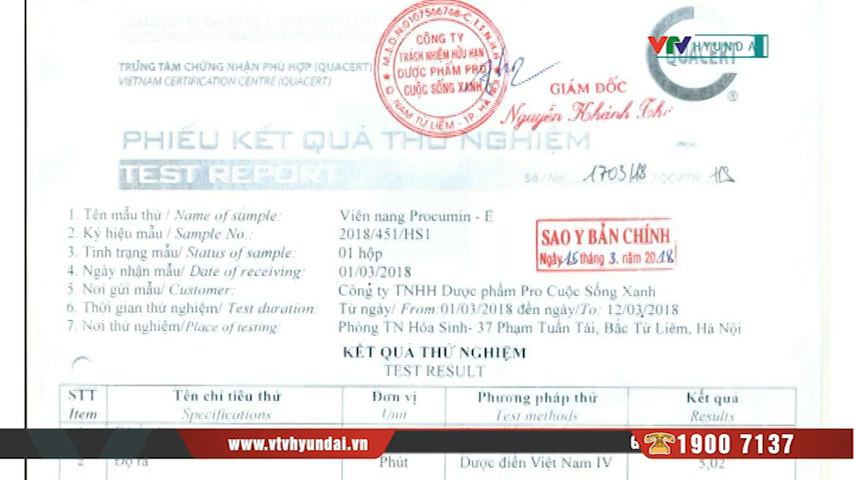 VTV HYUNDAI
QUACERT
®
M.S.D.N:0107566768-C.T.T.N.H.H
CÔNG TY
TRÁCH NHIỆM HỮU HẠN
DƯỢC PHẨM PRO
CUỘC SỐNG XANH
NAM TỪ LIÊM - TP. HÀ NỘI
TRUNG TÂM CHỨNG NHẬN PHÙ HỢP (QUACERT)
VIETNAM CERTIFICATION CENTRE (QUACERT)
GIÁM ĐỐC
Nguyễn Khánh
PHIẾU KẾT QUẢ THỬ NGHIỆM
TEST REPORT
Số/No: 1703/18 /QC-PTN
1. Tên mẫu thử / Name of sample: Viên nang Procumin - E
2. Ký hiệu mẫu / Sample No.: 2018/451/HS1
3. Tình trạng mẫu/ Status of sample: 01 hộp
4. Ngày nhận mẫu/ Date of receiving: 01/03/2018
5. Nơi gửi mẫu/ Customer: Công ty TNHH Dược phẩm Pro Cuộc Sống Xanh
6. Thời gian thử nghiệm/ Test duration: Từ ngày/ From:01/03/2018 đến ngày/To: 12/03/2018
7. Nơi thử nghiệm/Place of testing: Phòng TN Hóa Sinh- 37 Phạm Tuấn Tài, Bắc Từ Liêm, Hà Nội
SAO Y BẢN CHÍNH
Ngày 15 tháng 3. năm 2018
KẾT QUẢ THỬ NGHIỆM
TEST RESULT
STT Tên chỉ tiêu thử Đơn vị Phương pháp thử Kết quả
Item Specifications Unit Test methods Results
2 Độ rã Phút Dược điển Việt Nam IV 5,02
www.vtvhyundai.vn
1900 7137